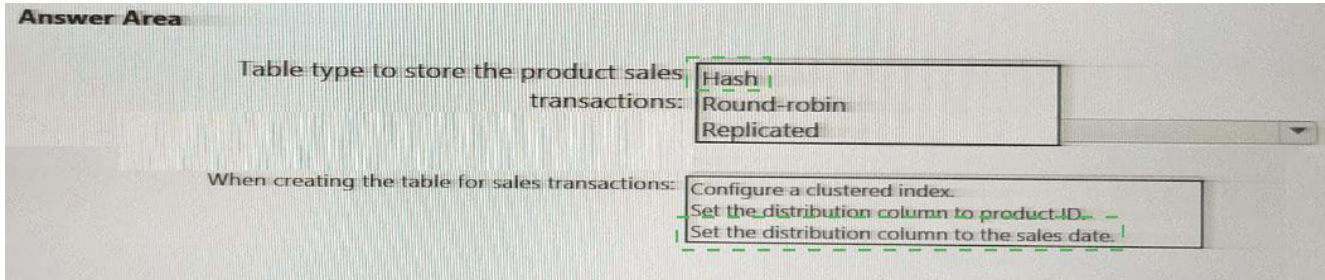 Answer Area
Table type to store the product sales transactions:
Hash
Round-robin
Replicated
When creating the table for sales transactions:
Configure a clustered index.
Set the distribution column to product ID.
Set the distribution column to the sales date.